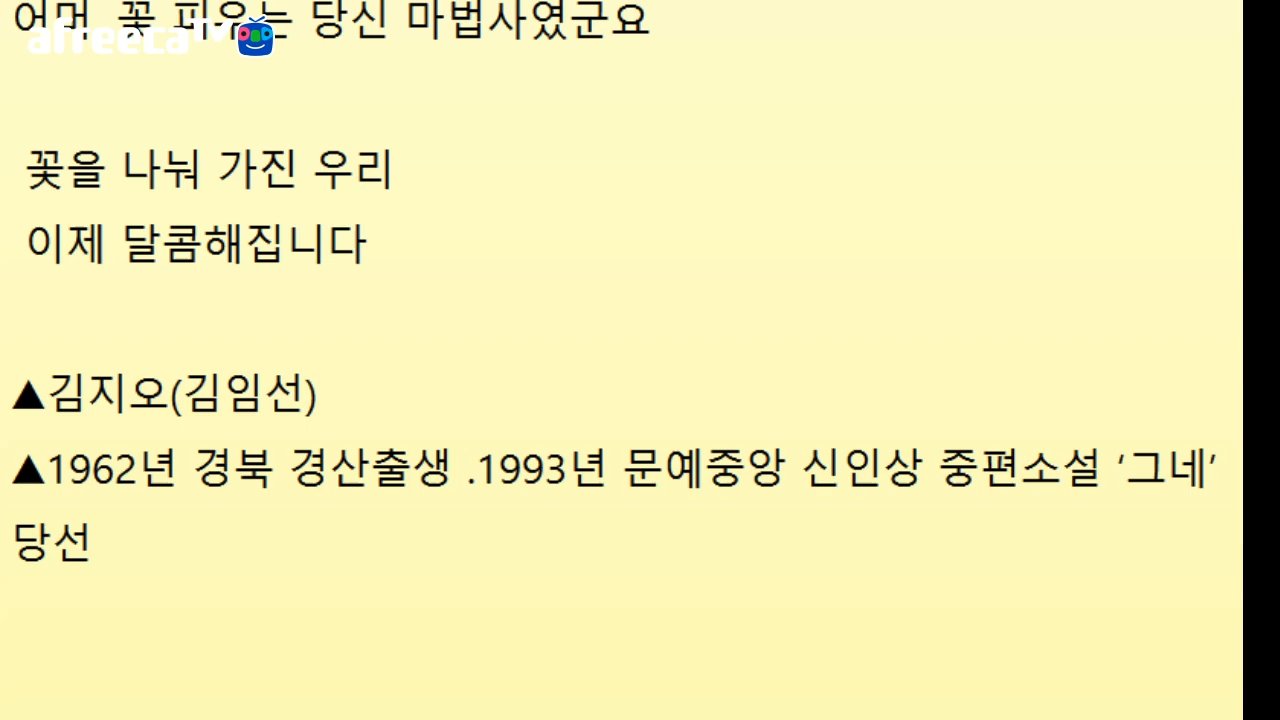 어머 꽃 피우는 당신 마법사였군요
afreecaTV
꽃을 나눠 가진 우리
이제 달콤해집니다
▲김지오(김임선)
▲1962년 경북 경산출생 .1993년 문예중앙 신인상 중편소설 ‘그네’
당선